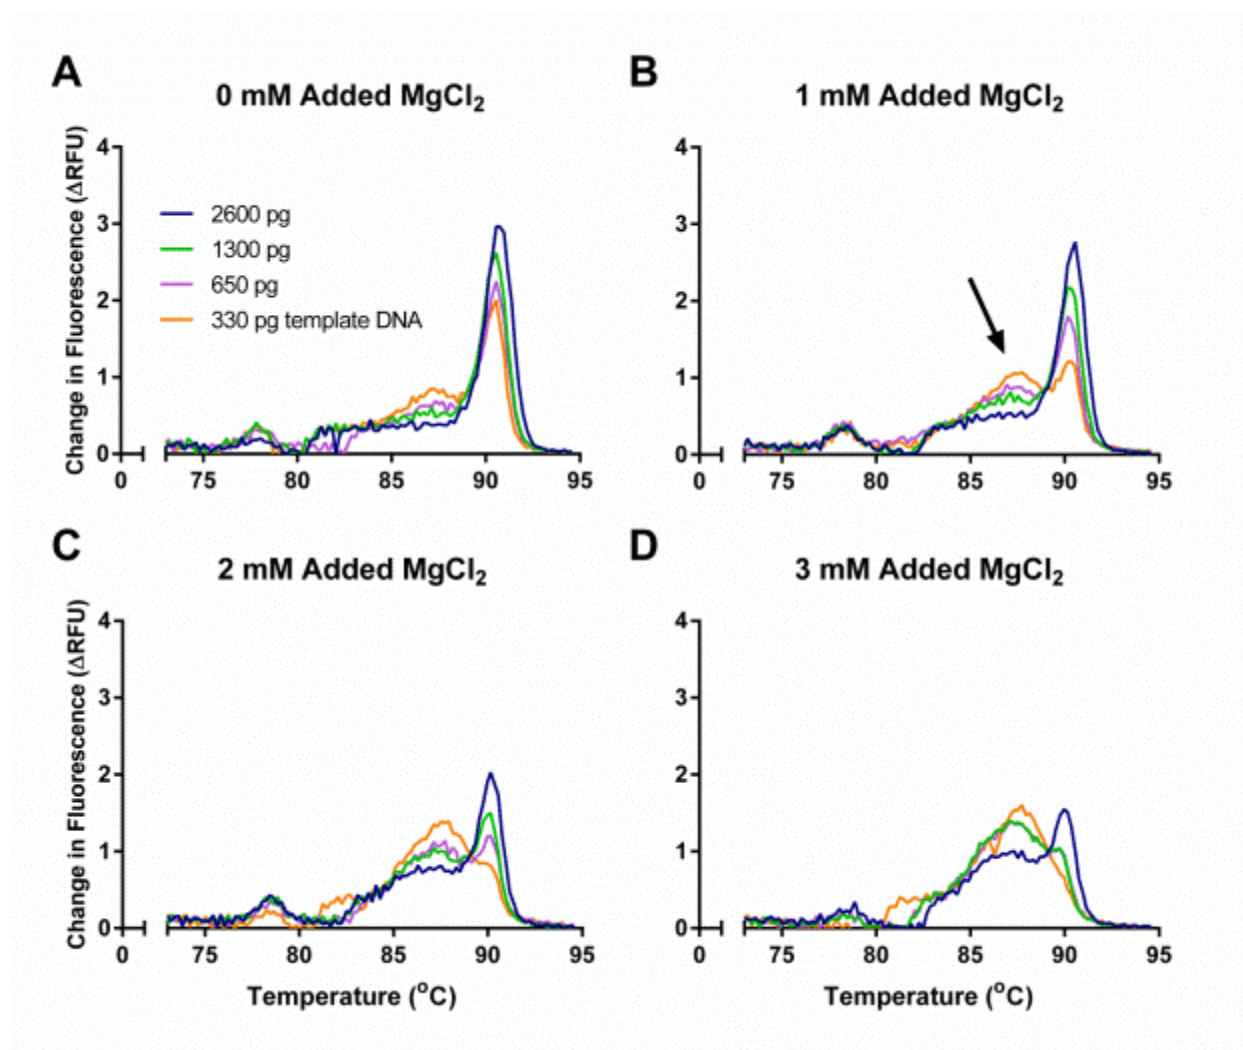 A
0 mM Added MgCl₂
Change in Fluorescence (ΔRFU)
4
3
2
1
0
2600 pg
1300 pg
650 pg
330 pg template DNA
0 75 80 85 90 95
B
1 mM Added MgCl₂
4
3
2
1
0
0 75 80 85 90 95
C
2 mM Added MgCl₂
Change in Fluorescence (ΔRFU)
4
3
2
1
0
0 75 80 85 90 95
Temperature (°C)
D
3 mM Added MgCl₂
4
3
2
1
0
0 75 80 85 90 95
Temperature (°C)